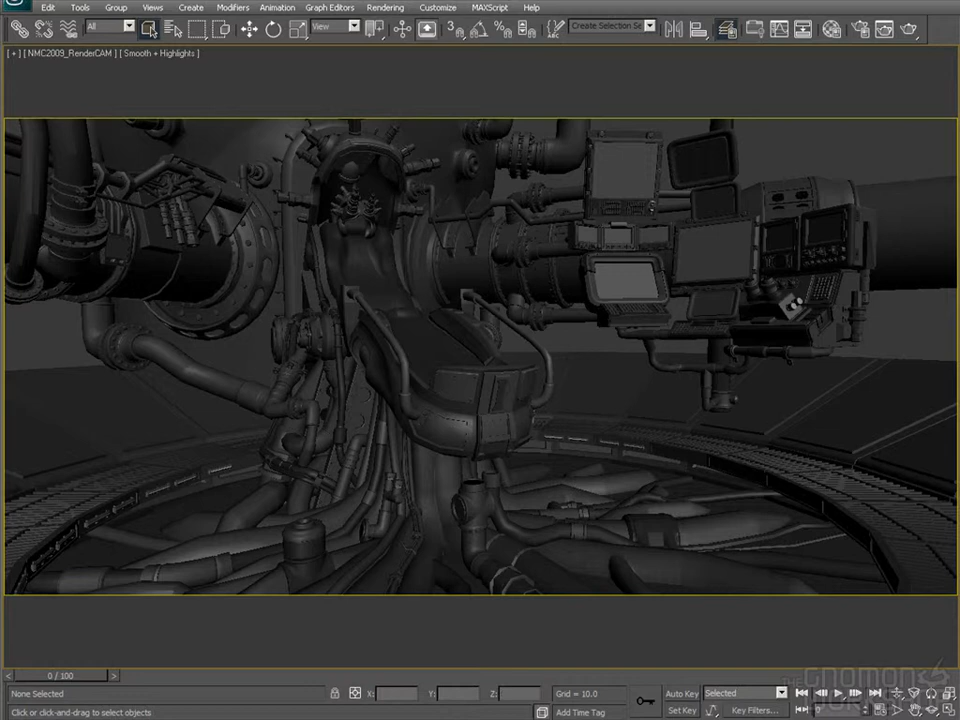 Edit Tools Group Views Create Modifiers Animation Graph Editors Rendering Customize MAXScript Help
All View Create Selection Se
[ + ] [ NMC2009_RenderCAM ] [ Smooth + Highlights ]
< 0 / 100 >
None Selected X: Y: Z: Grid = 10.0 Auto Key Selected
Click or click-and-drag to select objects Add Time Tag Set Key Key Filters... 0
THE GNOMON
WORKSHOP